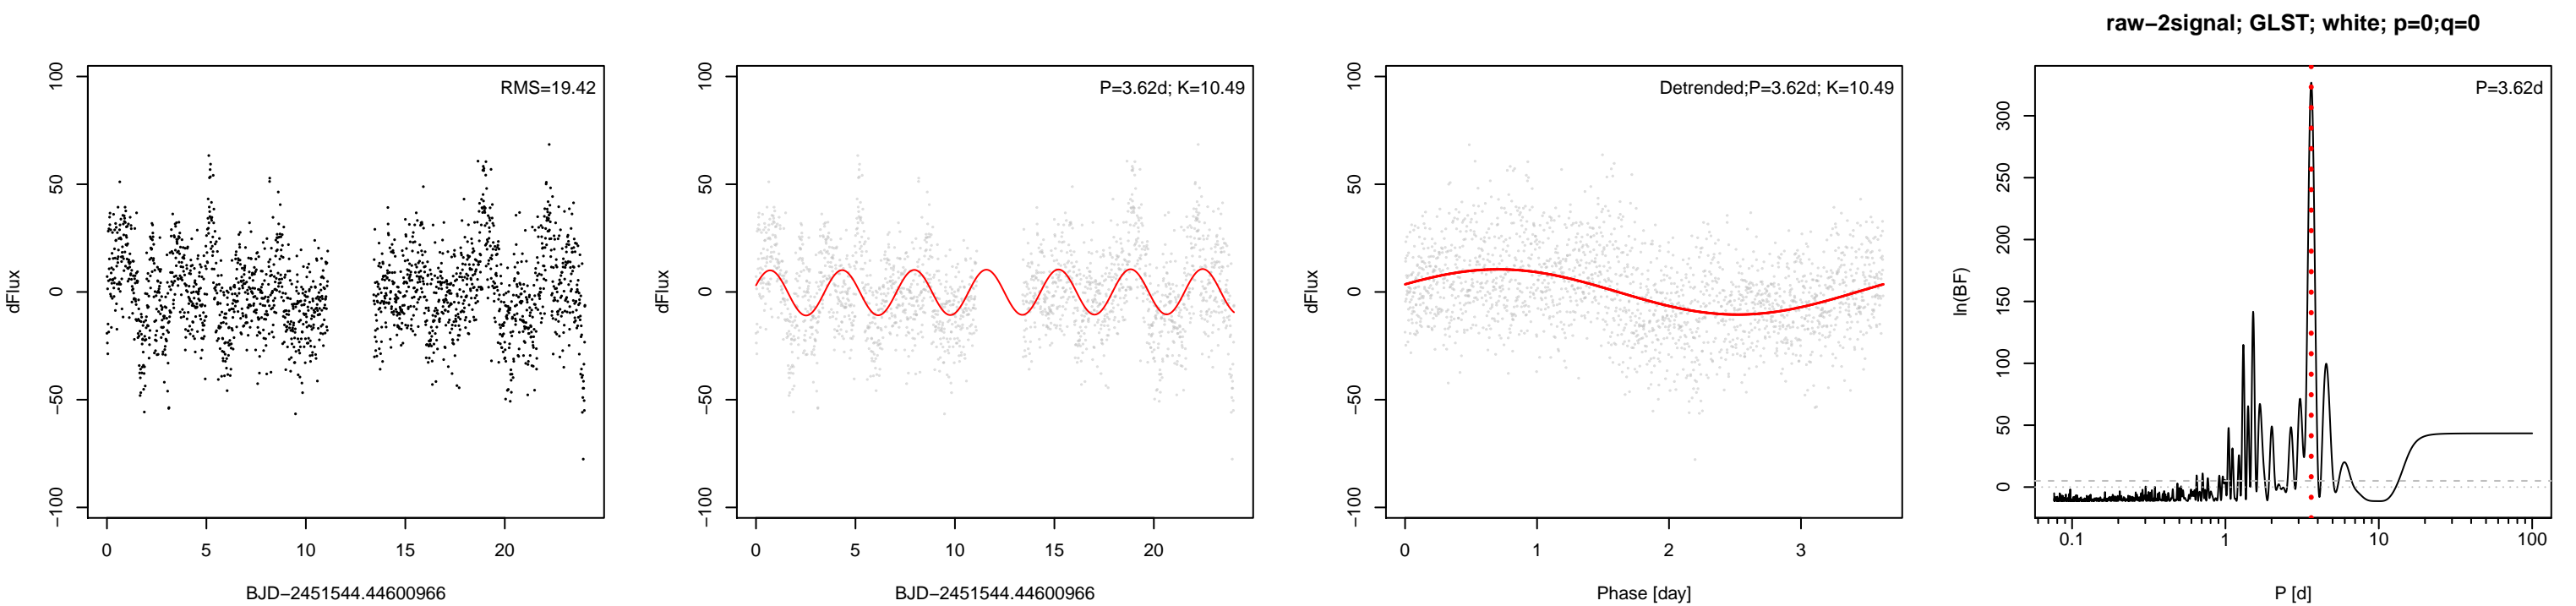 raw−2signal; GLST; white; p=0;q=0
RMS=19.42
dFlux
100
50
0
−50
−100
0 5 10 15 20
BJD−2451544.44600966
P=3.62d; K=10.49
dFlux
100
50
0
−50
−100
0 5 10 15 20
BJD−2451544.44600966
Detrended;P=3.62d; K=10.49
dFlux
100
50
0
−50
−100
0 1 2 3
Phase [day]
P=3.62d
ln(BF)
300
250
200
150
100
50
0
0.1 1 10 100
P [d]